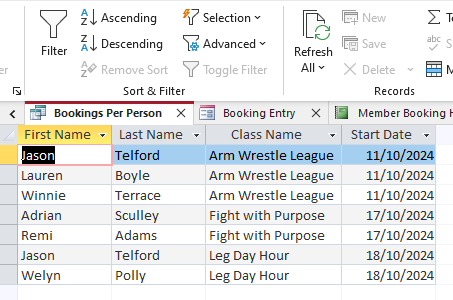 Filter
Ascending
Descending
Remove Sort
Selection
Advanced
Toggle Filter
Sort & Filter
Refresh
All
New
Save
Delete
Records
Bookings Per Person
Booking Entry
Member Booking
First Name Last Name Class Name Start Date
Jason Telford Arm Wrestle League 11/10/2024
Lauren Boyle Arm Wrestle League 11/10/2024
Winnie Terrace Arm Wrestle League 11/10/2024
Adrian Sculley Fight with Purpose 17/10/2024
Remi Adams Fight with Purpose 17/10/2024
Jason Telford Leg Day Hour 18/10/2024
Welyn Polly Leg Day Hour 18/10/2024